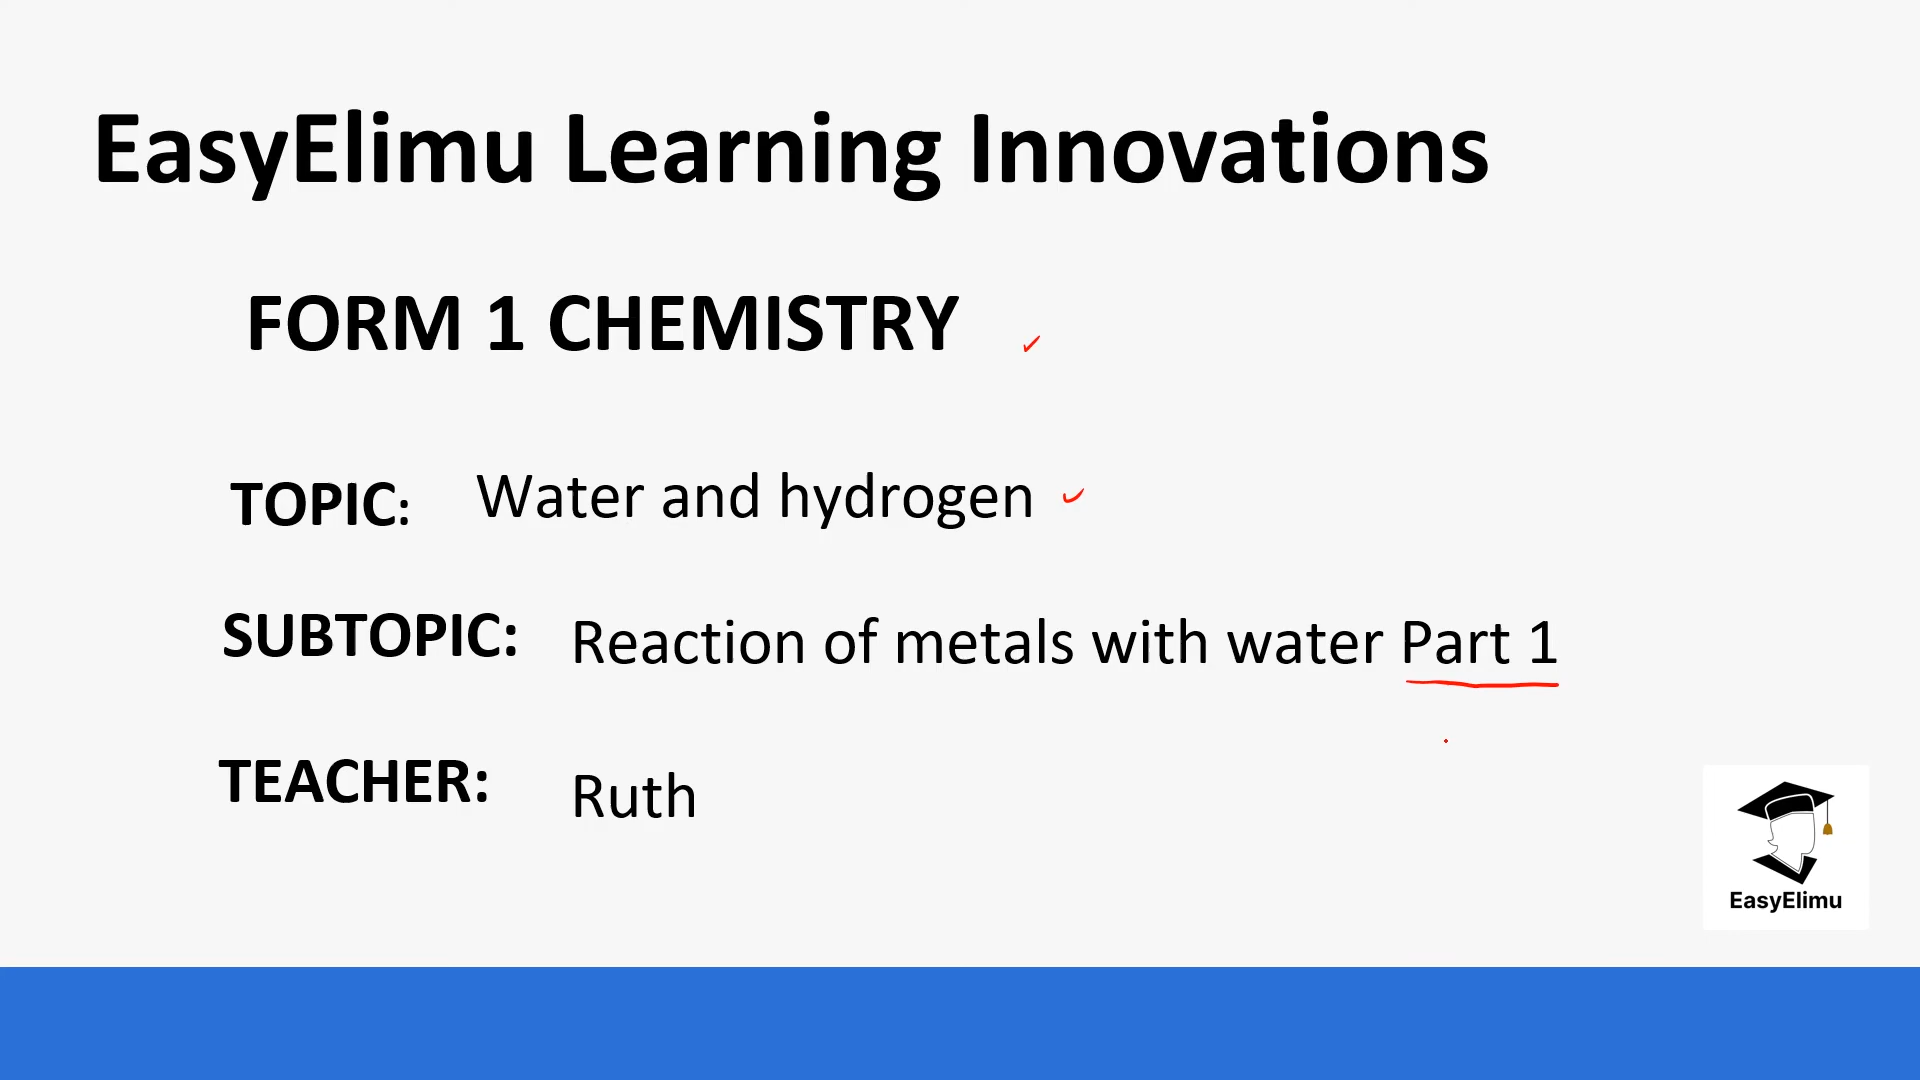 EasyElimu Learning Innovations
FORM 1 CHEMISTRY
TOPIC: Water and hydrogen
SUBTOPIC: Reaction of metals with water Part 1
TEACHER: Ruth
EasyElimu